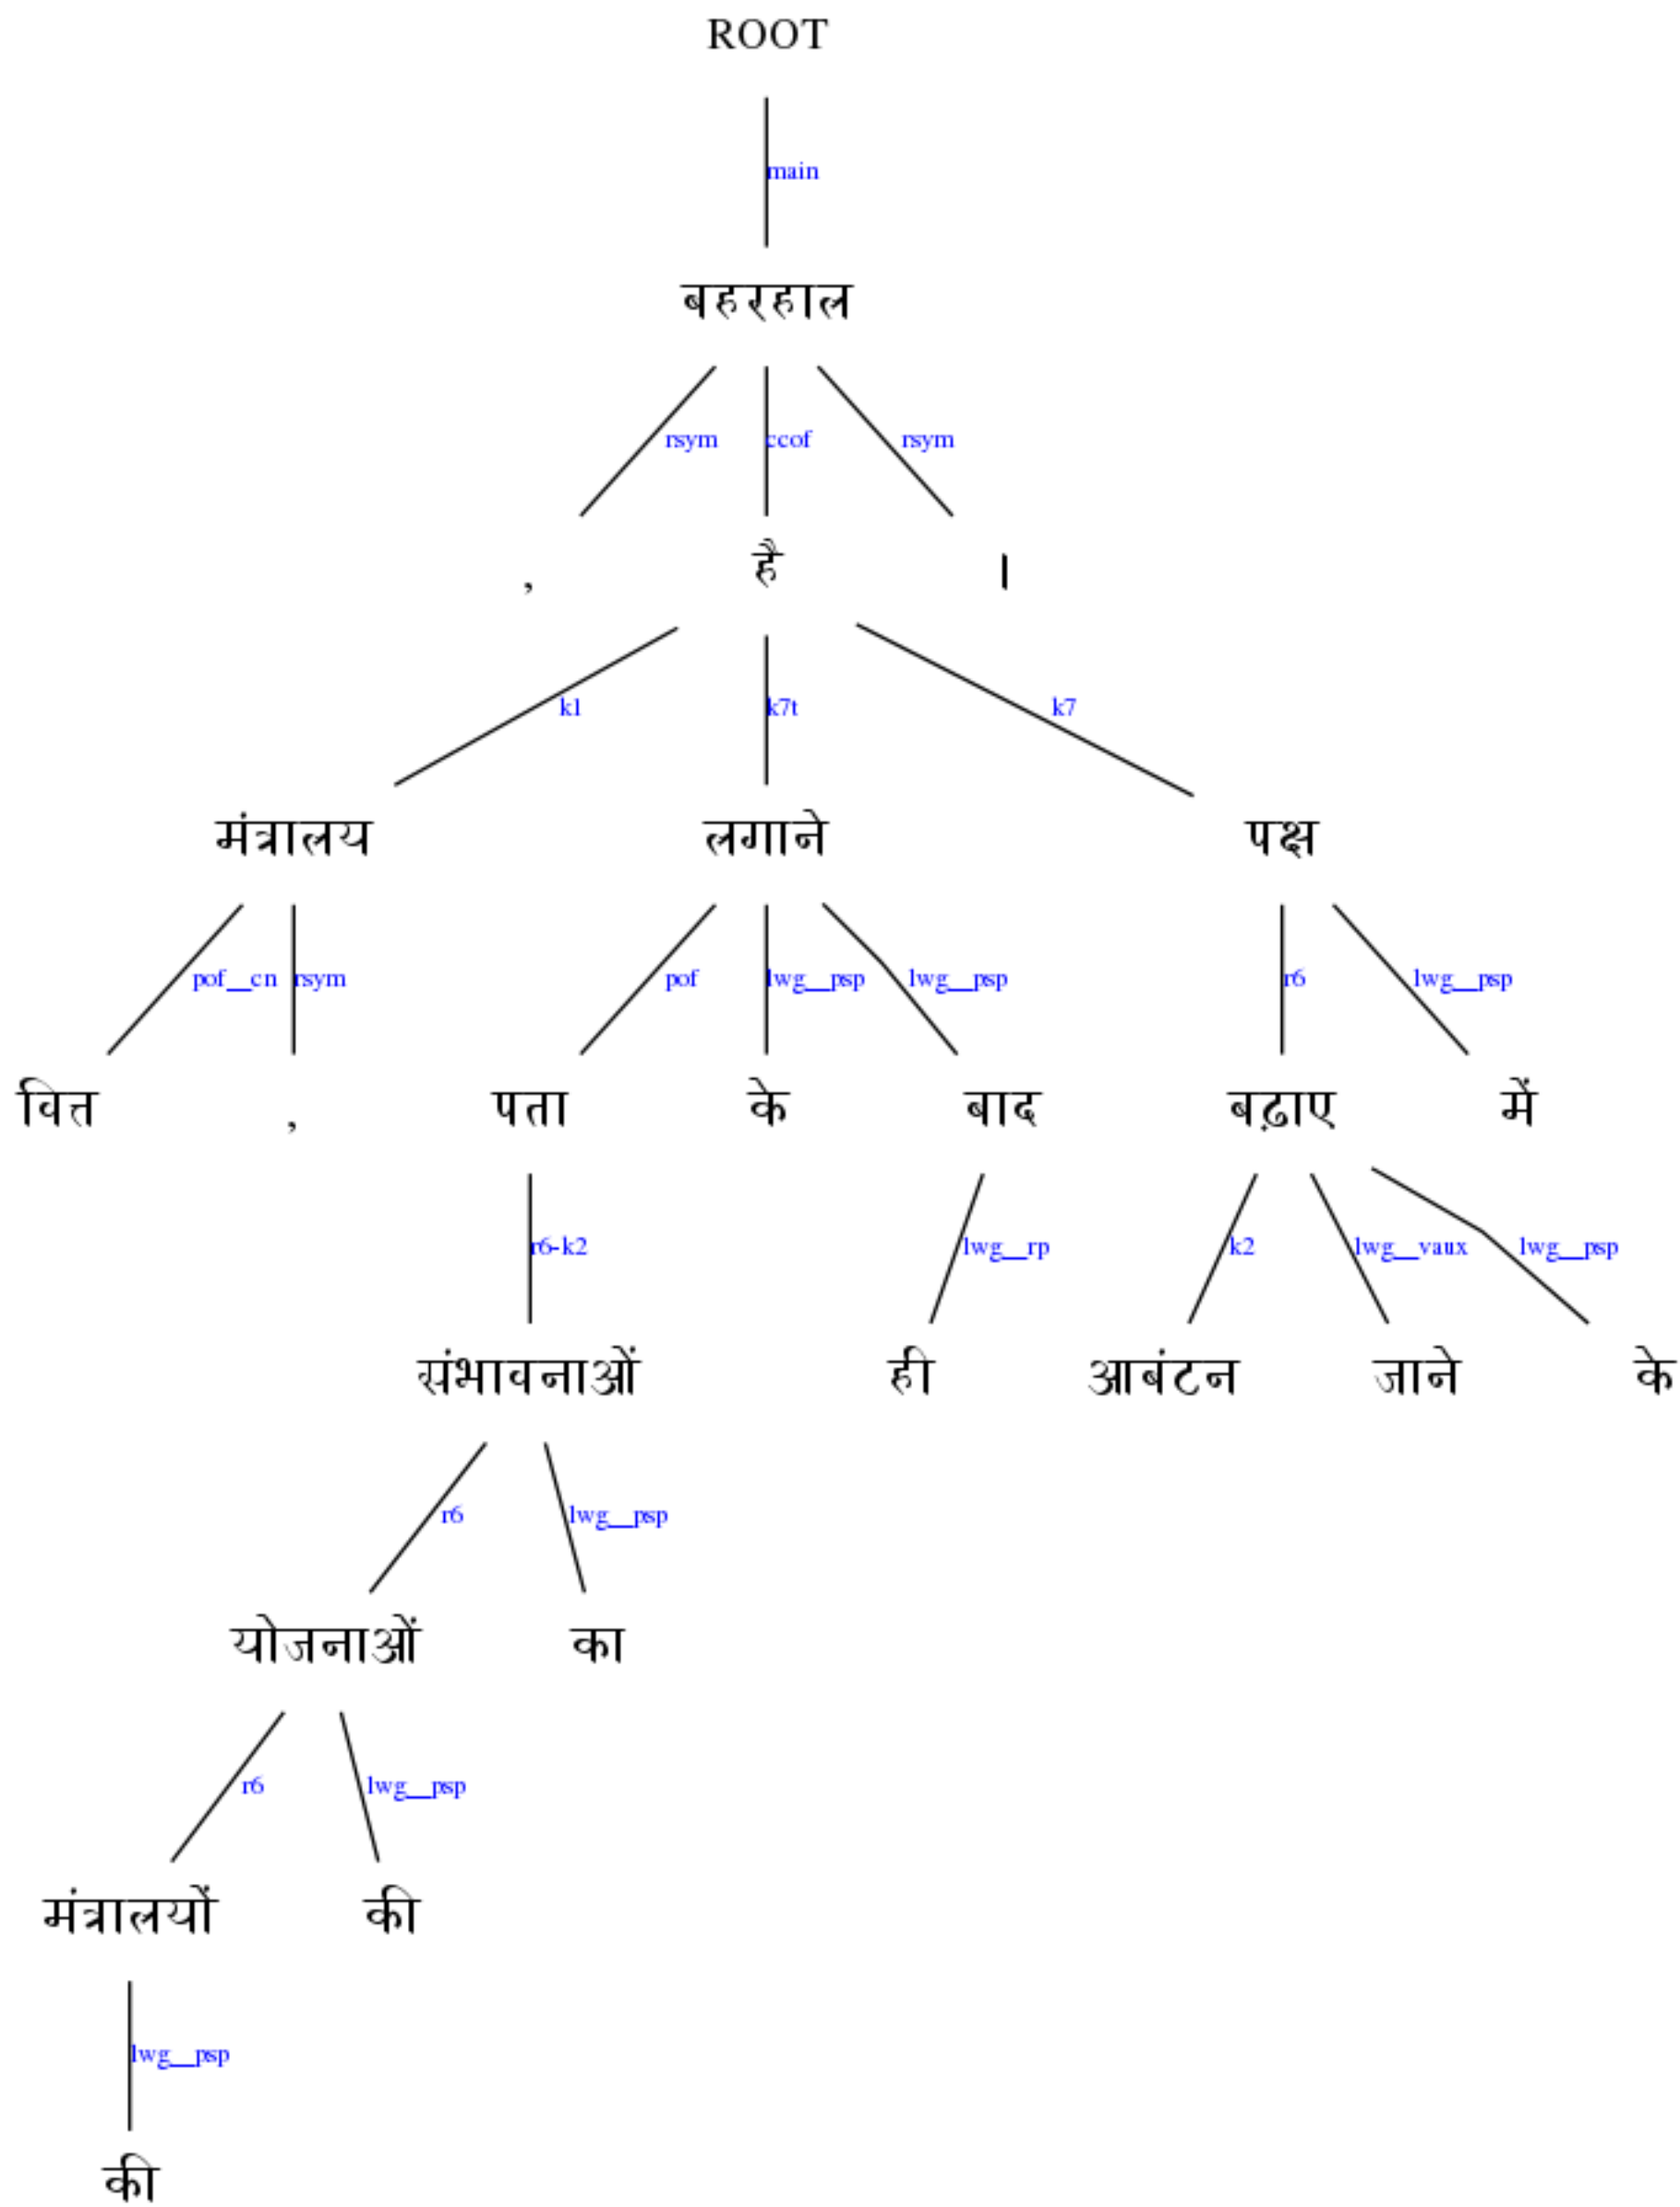 ROOT
main
बहरहाल
rsym ccof rsym
, है ।
k1 k7t k7
मंत्रालय लगाने पक्ष
pof__cn rsym pof lwg__psp lwg__psp r6 lwg__psp
वित्त , पता के बाद बढ़ाए में
r6-k2 lwg__rp k2 lwg__vaux lwg__psp
संभावनाओं ही आबंटन जाने के
r6 lwg__psp
योजनाओं का
r6 lwg__psp
मंत्रालयों की
lwg__psp
की